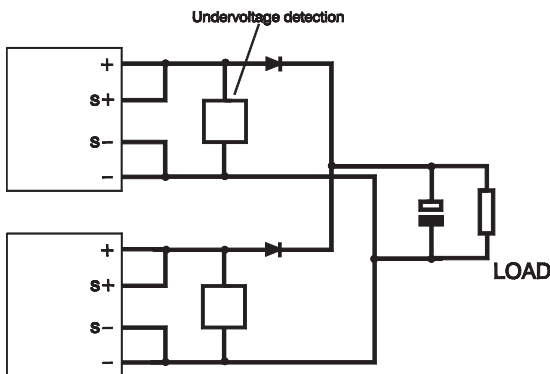 Undervoltage detection
+
S+
S−
−
LOAD
+
S+
S−
−